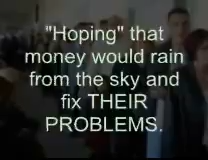 "Hoping" that
money would rain
from the sky and
fix THEIR
PROBLEMS.